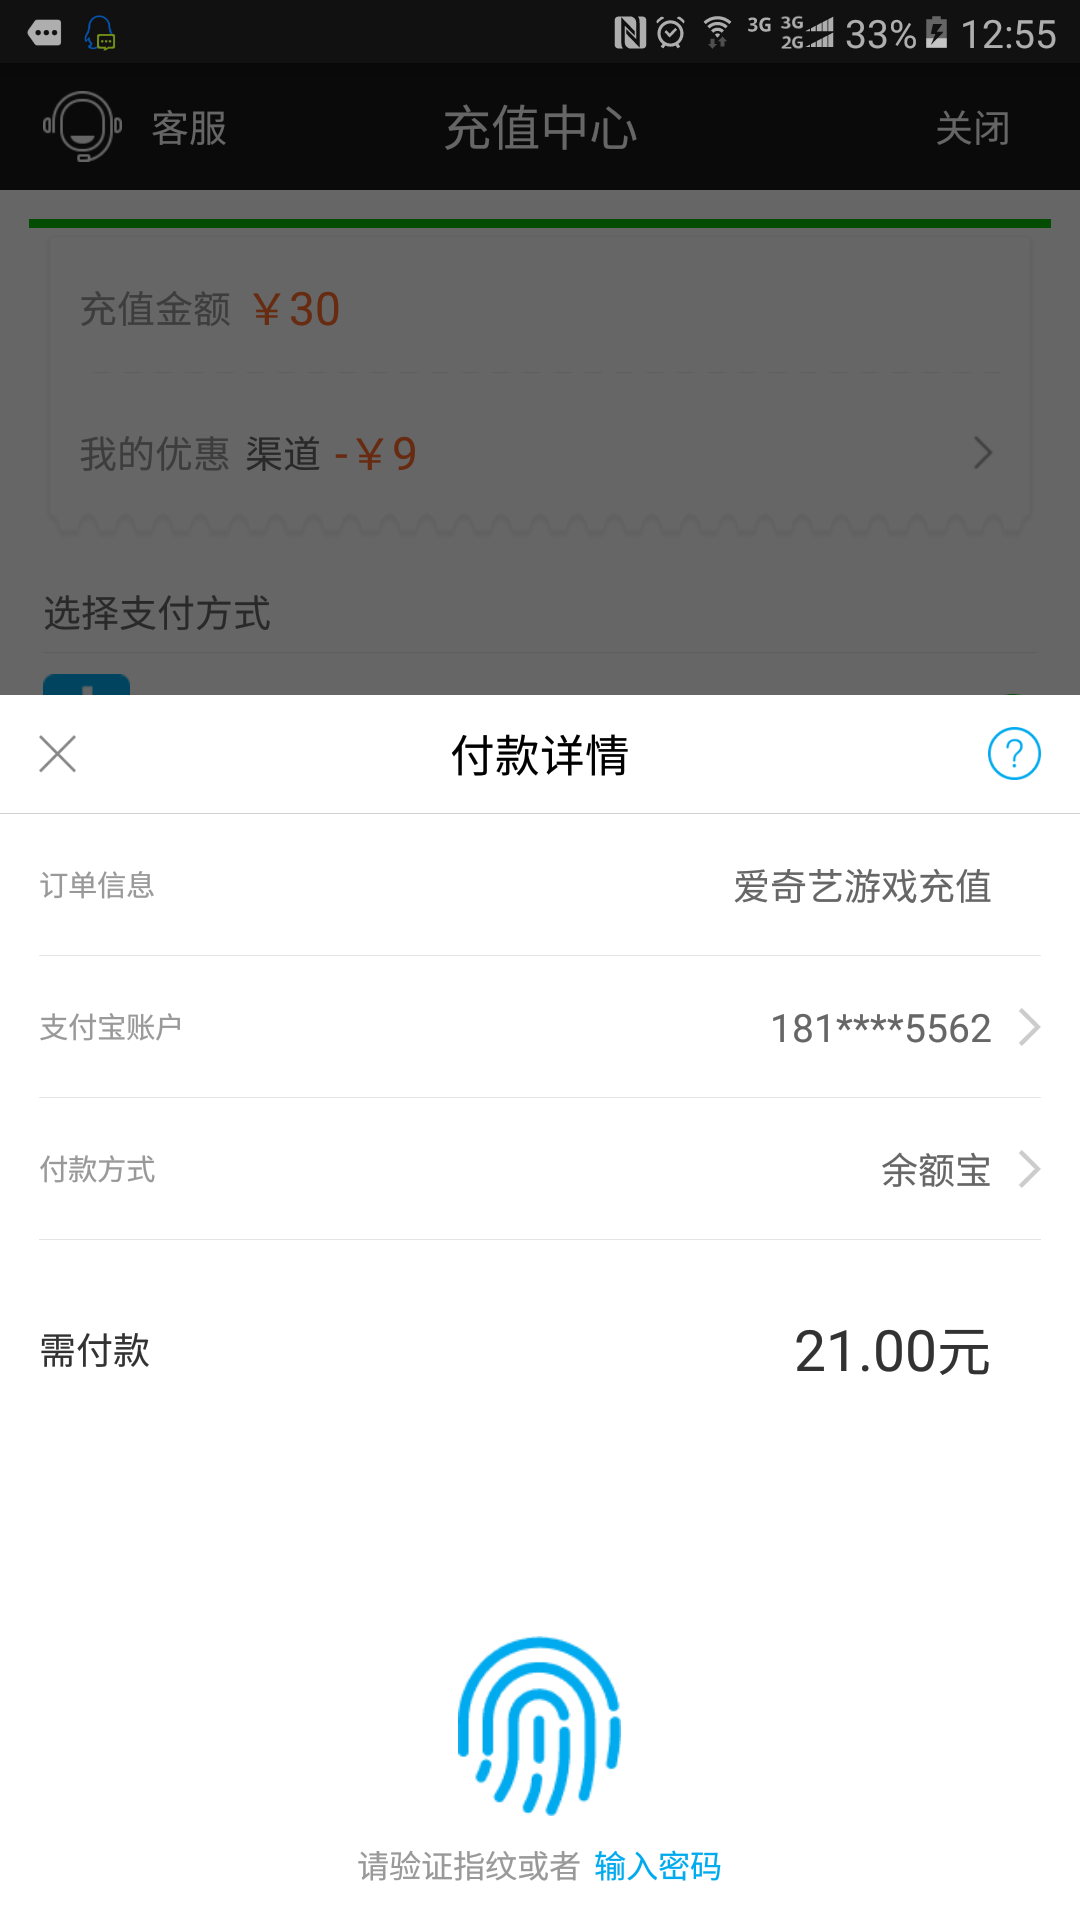 3G 3G 2G 33% 12:55
客服 充值中心 关闭
充值金额 ￥30
我的优惠 渠道 -￥9
选择支付方式
付款详情 ?
订单信息 爱奇艺游戏充值
支付宝账户 181****5562
付款方式 余额宝
需付款 21.00元
请验证指纹或者 输入密码